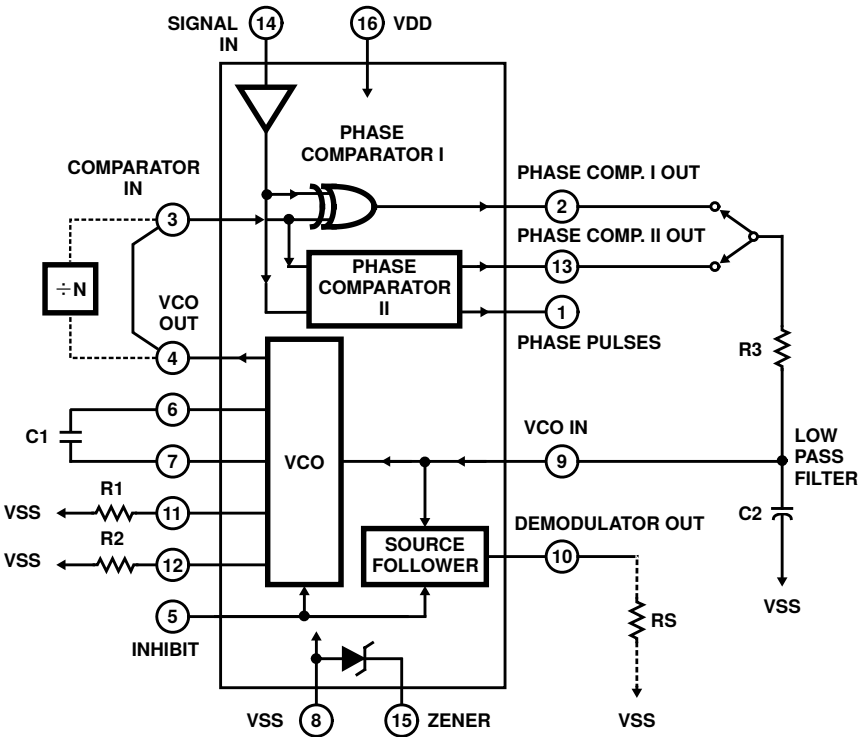 SIGNAL IN
14
16
VDD
PHASE COMPARATOR I
COMPARATOR IN
3
PHASE COMP. I OUT
2
PHASE COMP. II OUT
13
PHASE COMPARATOR II
1
PHASE PULSES
÷N
VCO OUT
4
R3
6
C1
7
VCO
VCO IN
9
LOW PASS FILTER
R1
VSS
11
R2
VSS
12
C2
VSS
DEMODULATOR OUT
SOURCE FOLLOWER
10
5
INHIBIT
RS
VSS
VSS
8
15
ZENER